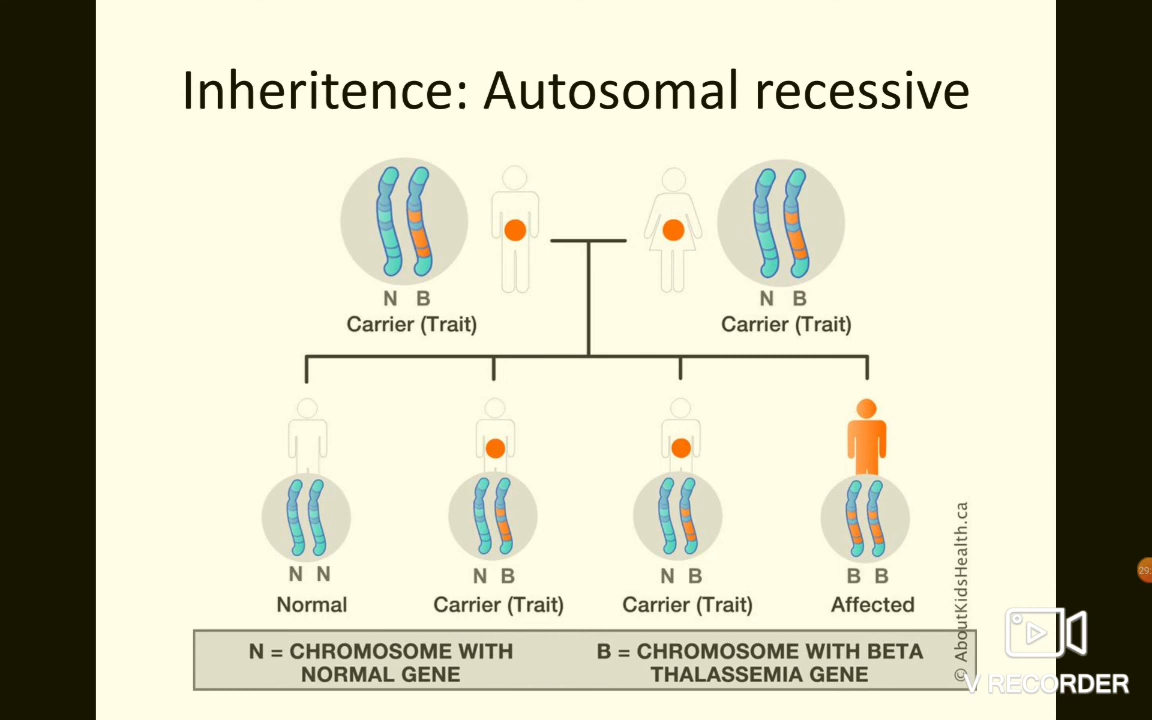 Inheritence: Autosomal recessive
N B
Carrier (Trait)
N B
Carrier (Trait)
N N
Normal
N B
Carrier (Trait)
N B
Carrier (Trait)
B B
Affected
N = CHROMOSOME WITH
NORMAL GENE
B = CHROMOSOME WITH BETA
THALASSEMIA GENE
© AboutKidsHealth.ca
V RECORDER